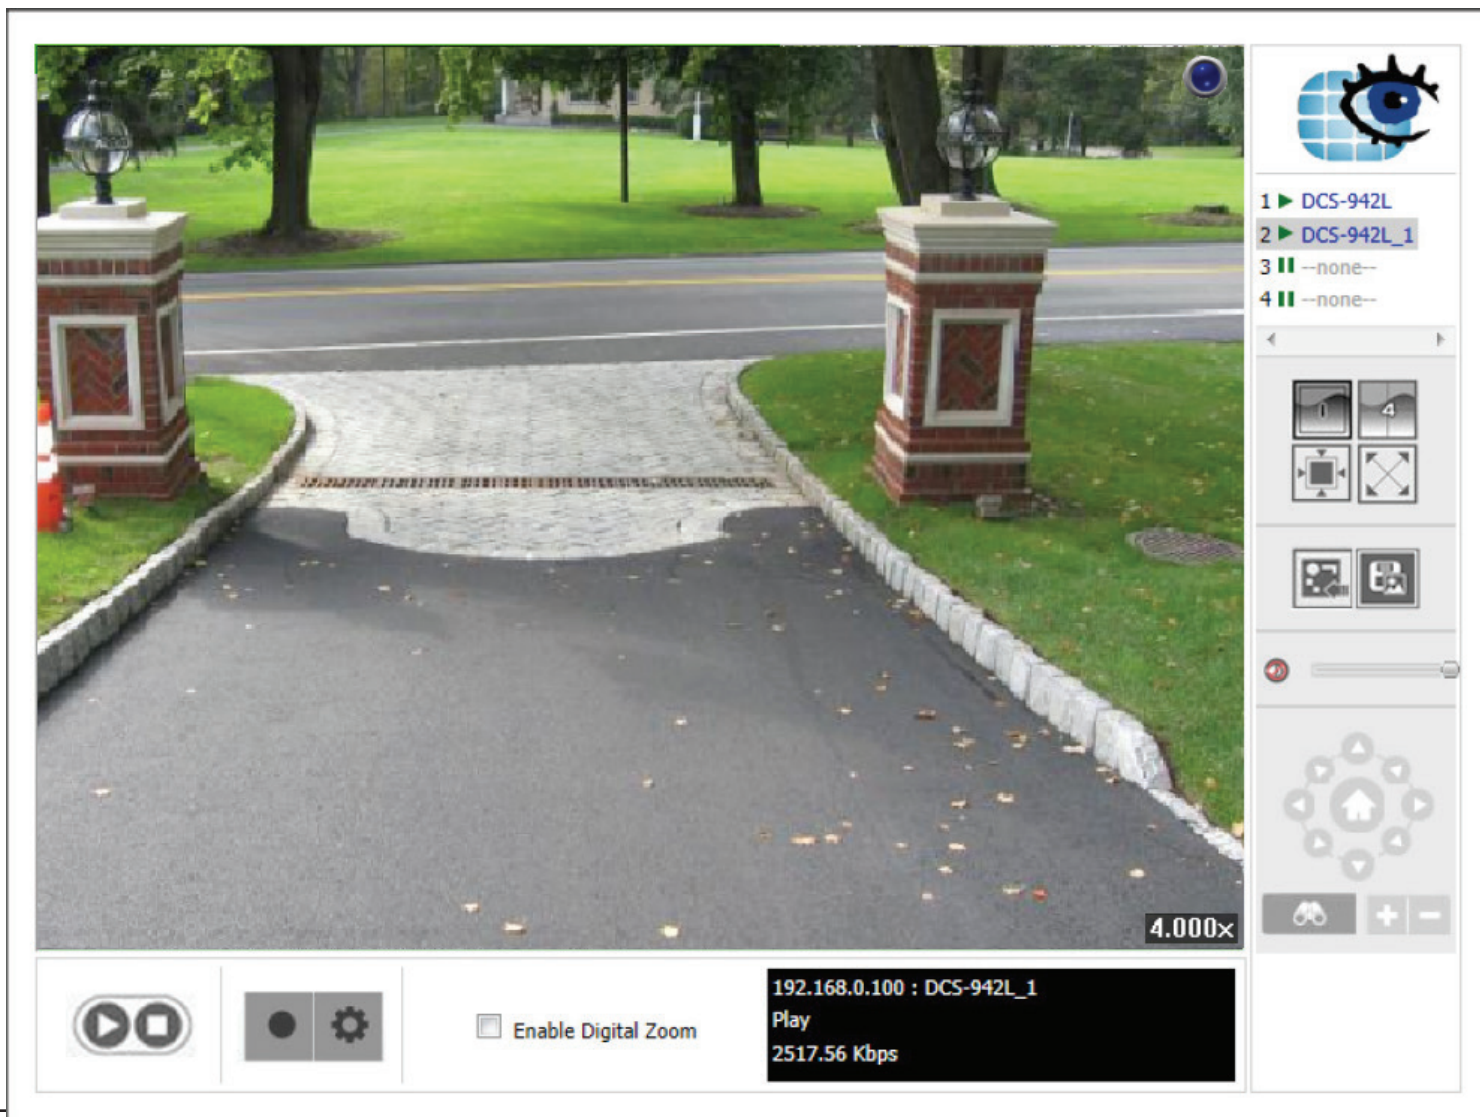 1 DCS-942L
2 DCS-942L_1
3 --none--
4 --none--
1 4
4.000x
Enable Digital Zoom
192.168.0.100 : DCS-942L_1
Play
2517.56 Kbps